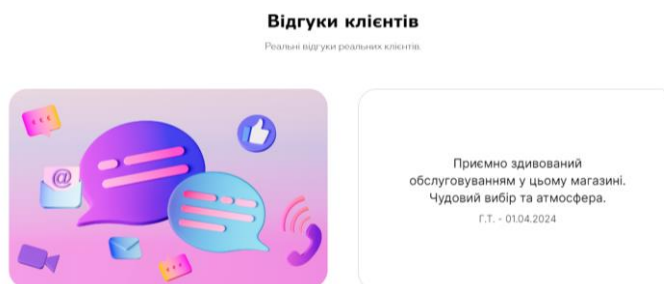 Відгуки клієнтів
Реальні відгуки реальних клієнтів
@
Приємно здивований
обслуговуванням у цьому магазині.
Чудовий вибір та атмосфера.
Г.Т. - 01.04.2024